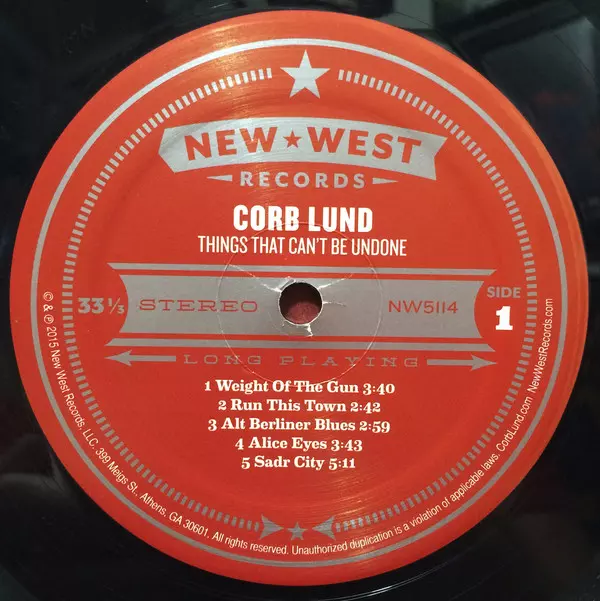 NEW★WEST
RECORDS
CORB LUND
THINGS THAT CAN'T BE UNDONE
33 1/3 STEREO NW5114 SIDE 1
LONG PLAYING
1 Weight Of The Gun 3:40
2 Run This Town 2:42
3 Alt Berliner Blues 2:59
4 Alice Eyes 3:43
5 Sadr City 5:11
© & ℗ 2015 New West Records, LLC, 399 Meigs St., Athens, GA 30601. All rights reserved. Unauthorized duplication is a violation of applicable laws. CorbLund.com NewWestRecords.com